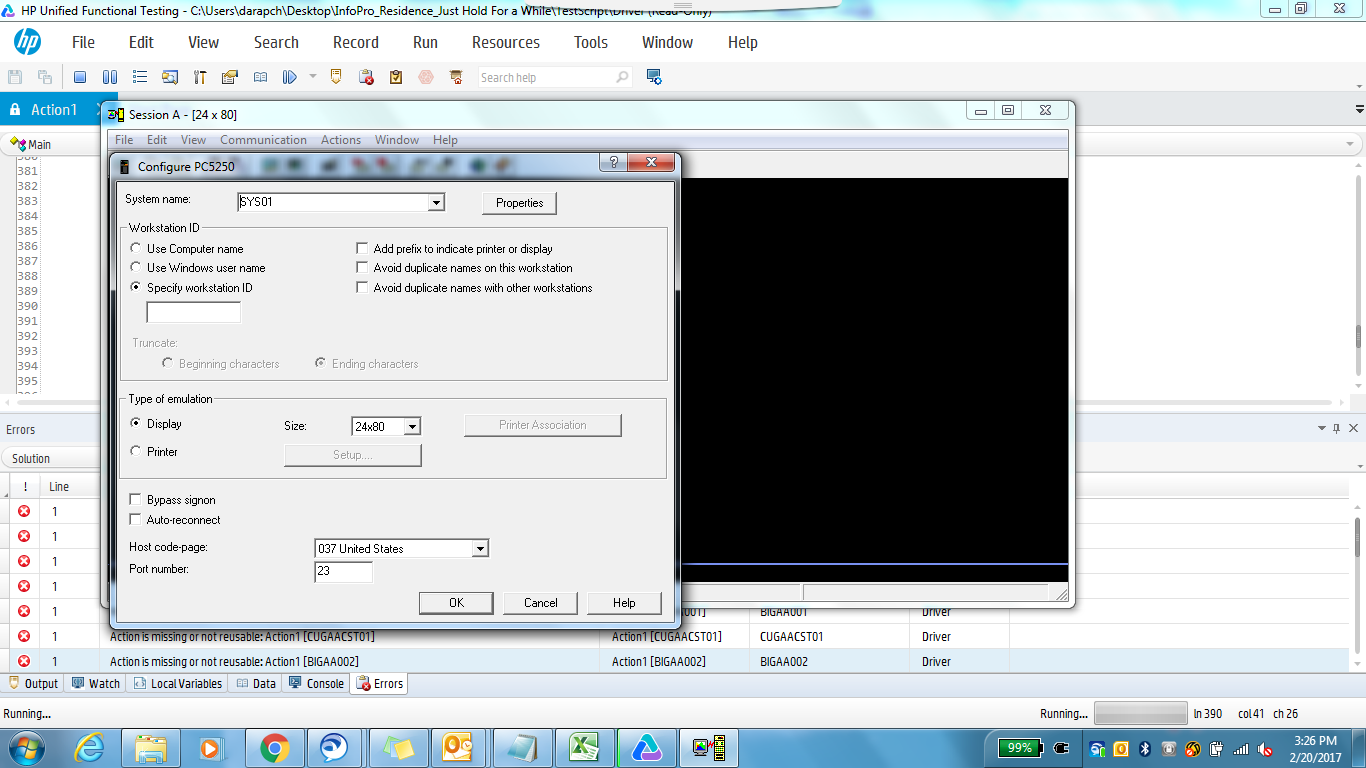 HP Unified Functional Testing - C:\Users\darapch\Desktop\InfoPro_Residence_Just Hold For a While\TestScript\Driver (Read-Only)
hp File Edit View Search Record Run Resources Tools Window Help
Search help
Action1
Session A - [24 x 80]
Main
File Edit View Communication Actions Window Help
380
381
382
383
384
385
386
387
388
389
390
391
392
393
394
395
396
Configure PC5250
System name: SYS01 Properties
Workstation ID
Use Computer name Add prefix to indicate printer or display
Use Windows user name Avoid duplicate names on this workstation
Specify workstation ID Avoid duplicate names with other workstations
Truncate:
Beginning characters Ending characters
Type of emulation
Display Size: 24x80 Printer Association
Printer Setup....
Bypass signon
Auto-reconnect
Host code-page: 037 United States
Port number: 23
OK Cancel Help
Errors
Solution
! Line
1
1
1
1
1 BIGAA001
1 Action is missing or not reusable: Action1 [CUGAACST01] Action1 [CUGAACST01] CUGAACST01 Driver
1 Action is missing or not reusable: Action1 [BIGAA002] Action1 [BIGAA002] BIGAA002 Driver
Output Watch Local Variables Data Console Errors
Running... Running... ln 390 col 41 ch 26
99% 3:26 PM
2/20/2017